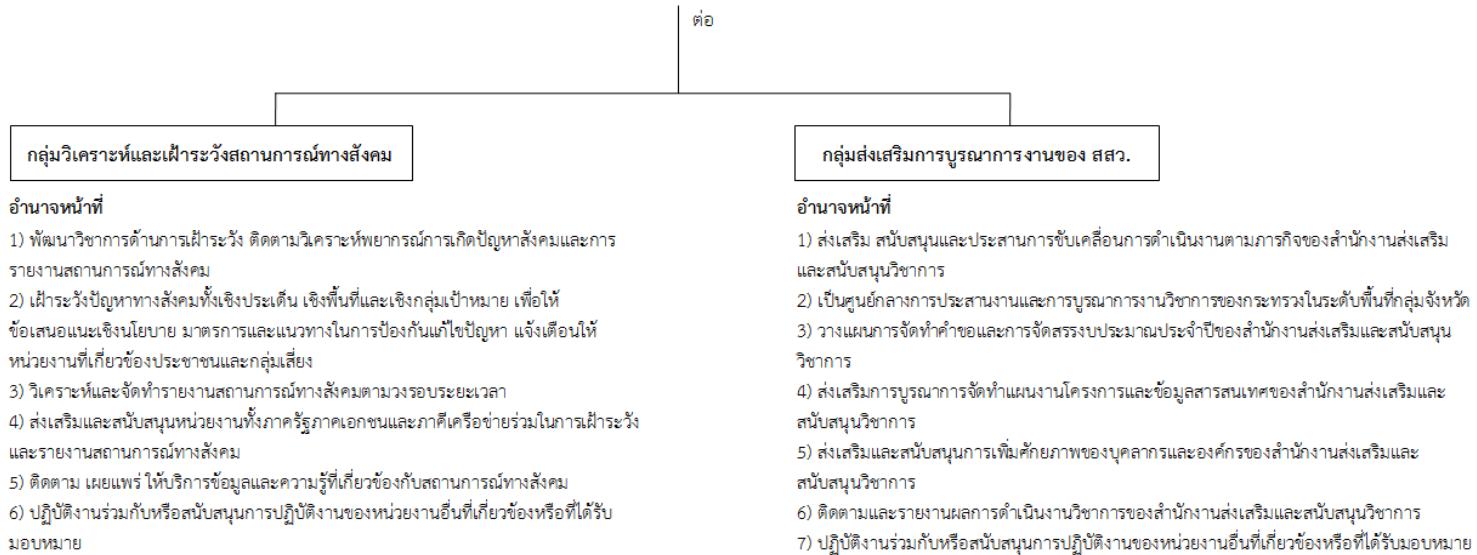 ต่อ
กลุ่มวิเคราะห์และเฝ้าระวังสถานการณ์ทางสังคม
อำนาจหน้าที่
1) พัฒนาวิชาการด้านการเฝ้าระวัง ติดตามวิเคราะห์พยากรณ์การเกิดปัญหาสังคมและการ
รายงานสถานการณ์ทางสังคม
2) เฝ้าระวังปัญหาทางสังคมทั้งเชิงประเด็น เชิงพื้นที่และเชิงกลุ่มเป้าหมาย เพื่อให้
ข้อเสนอแนะเชิงนโยบาย มาตรการและแนวทางในการป้องกันแก้ไขปัญหา แจ้งเตือนให้
หน่วยงานที่เกี่ยวข้องประชาชนและกลุ่มเสี่ยง
3) วิเคราะห์และจัดทำรายงานสถานการณ์ทางสังคมตามวงรอบระยะเวลา
4) ส่งเสริมและสนับสนุนหน่วยงานทั้งภาครัฐภาคเอกชนและภาคีเครือข่ายร่วมในการเฝ้าระวัง
และรายงานสถานการณ์ทางสังคม
5) ติดตาม เผยแพร่ ให้บริการข้อมูลและความรู้ที่เกี่ยวข้องกับสถานการณ์ทางสังคม
6) ปฏิบัติงานร่วมกับหรือสนับสนุนการปฏิบัติงานของหน่วยงานอื่นที่เกี่ยวข้องหรือที่ได้รับ
มอบหมาย
กลุ่มส่งเสริมการบูรณาการงานของ สสว.
อำนาจหน้าที่
1) ส่งเสริม สนับสนุนและประสานการขับเคลื่อนการดำเนินงานตามภารกิจของสำนักงานส่งเสริม
และสนับสนุนวิชาการ
2) เป็นศูนย์กลางการประสานงานและการบูรณาการงานวิชาการของกระทรวงในระดับพื้นที่กลุ่มจังหวัด
3) วางแผนการจัดทำคำขอและการจัดสรรงบประมาณประจำปีของสำนักงานส่งเสริมและสนับสนุน
วิชาการ
4) ส่งเสริมการบูรณาการจัดทำแผนงานโครงการและข้อมูลสารสนเทศของสำนักงานส่งเสริมและ
สนับสนุนวิชาการ
5) ส่งเสริมและสนับสนุนการเพิ่มศักยภาพของบุคลากรและองค์กรของสำนักงานส่งเสริมและ
สนับสนุนวิชาการ
6) ติดตามและรายงานผลการดำเนินงานวิชาการของสำนักงานส่งเสริมและสนับสนุนวิชาการ
7) ปฏิบัติงานร่วมกับหรือสนับสนุนการปฏิบัติงานของหน่วยงานอื่นที่เกี่ยวข้องหรือที่ได้รับมอบหมาย